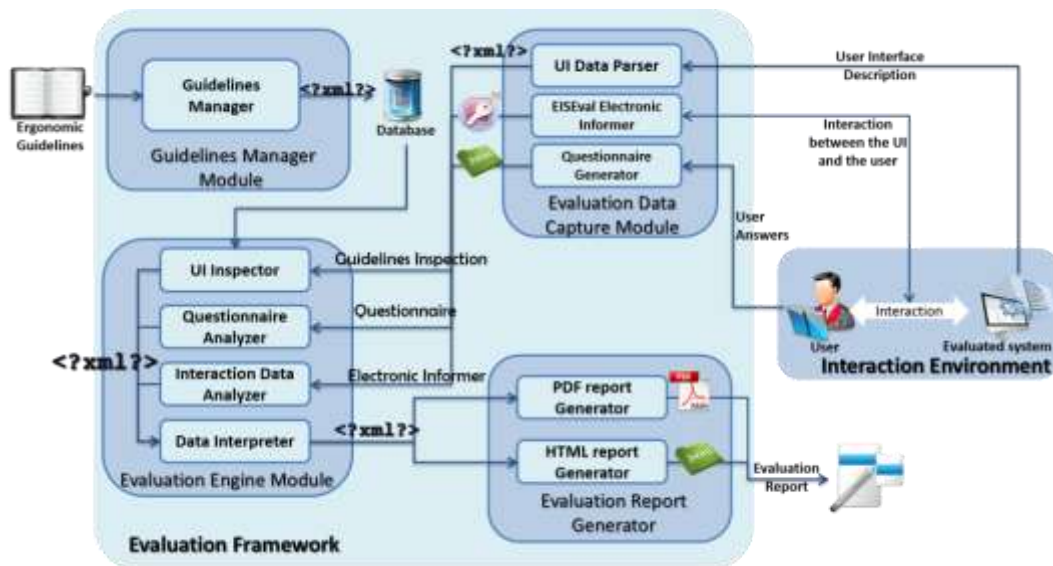 Ergonomic
Guidelines
Guidelines
Manager
<?xml?>
Database
Guidelines Manager
Module
<?xml?>
UI Data Parser
EISEval Electronic
Informer
Questionnaire
Generator
Evaluation Data
Capture Module
User Interface
Description
Interaction
between the UI
and the user
User
Answers
Interaction
User
Evaluated system
Interaction Environment
Guidelines Inspection
Questionnaire
Electronic Informer
UI Inspector
Questionnaire
Analyzer
<?xml?>
Interaction Data
Analyzer
Data Interpreter
Evaluation Engine Module
<?xml?>
PDF report
Generator
PDF
HTML report
Generator
Evaluation Report
Generator
Evaluation
Report
Evaluation Framework